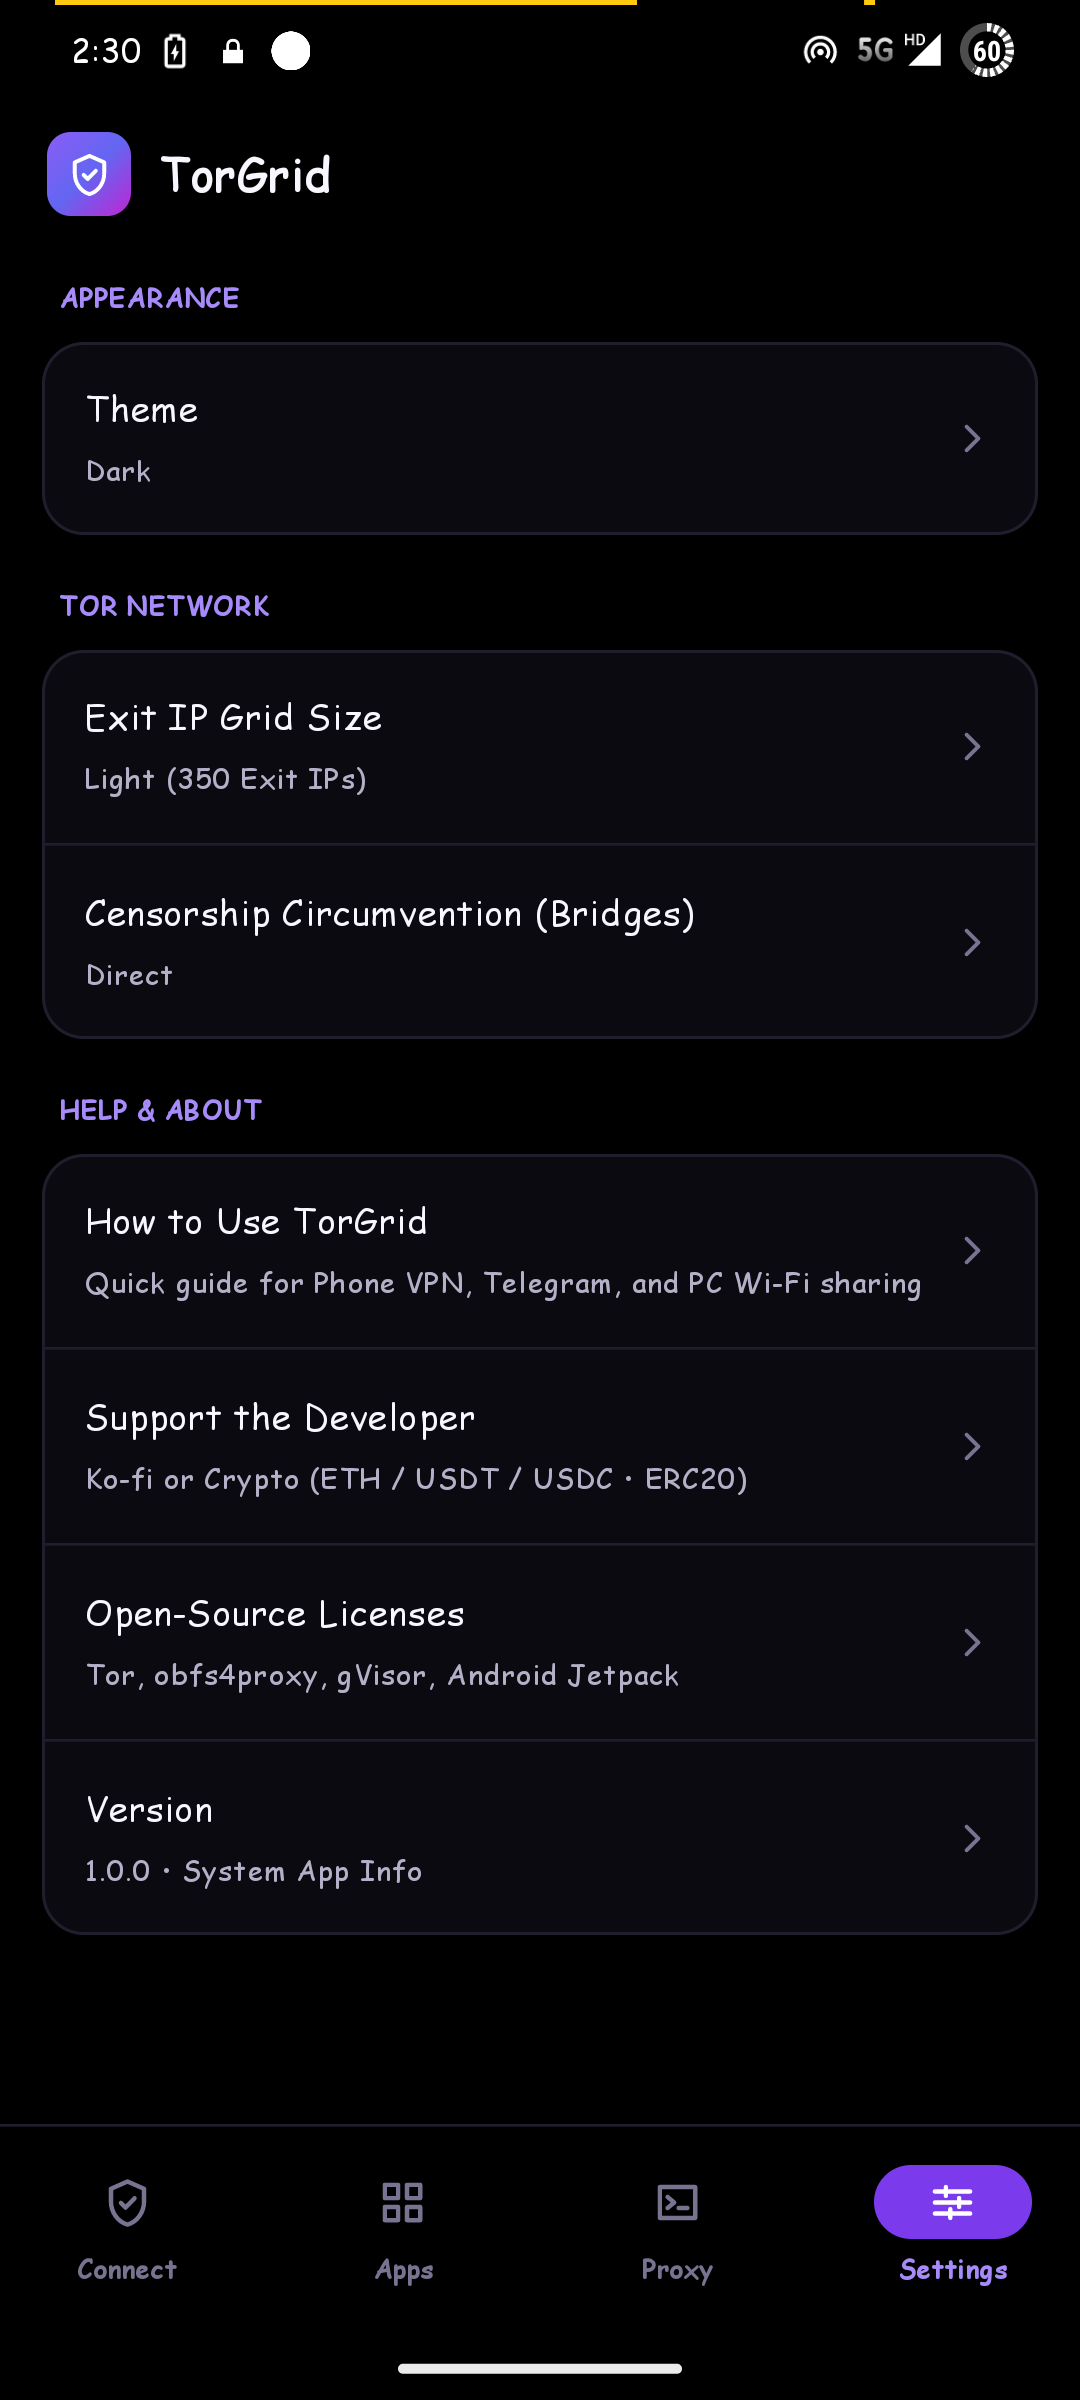 2:30
5G HD 60
TorGrid
APPEARANCE
Theme
Dark
TOR NETWORK
Exit IP Grid Size
Light (350 Exit IPs)
Censorship Circumvention (Bridges)
Direct
HELP & ABOUT
How to Use TorGrid
Quick guide for Phone VPN, Telegram, and PC Wi-Fi sharing
Support the Developer
Ko-fi or Crypto (ETH / USDT / USDC · ERC20)
Open-Source Licenses
Tor, obfs4proxy, gVisor, Android Jetpack
Version
1.0.0 · System App Info
Connect
Apps
Proxy
Settings